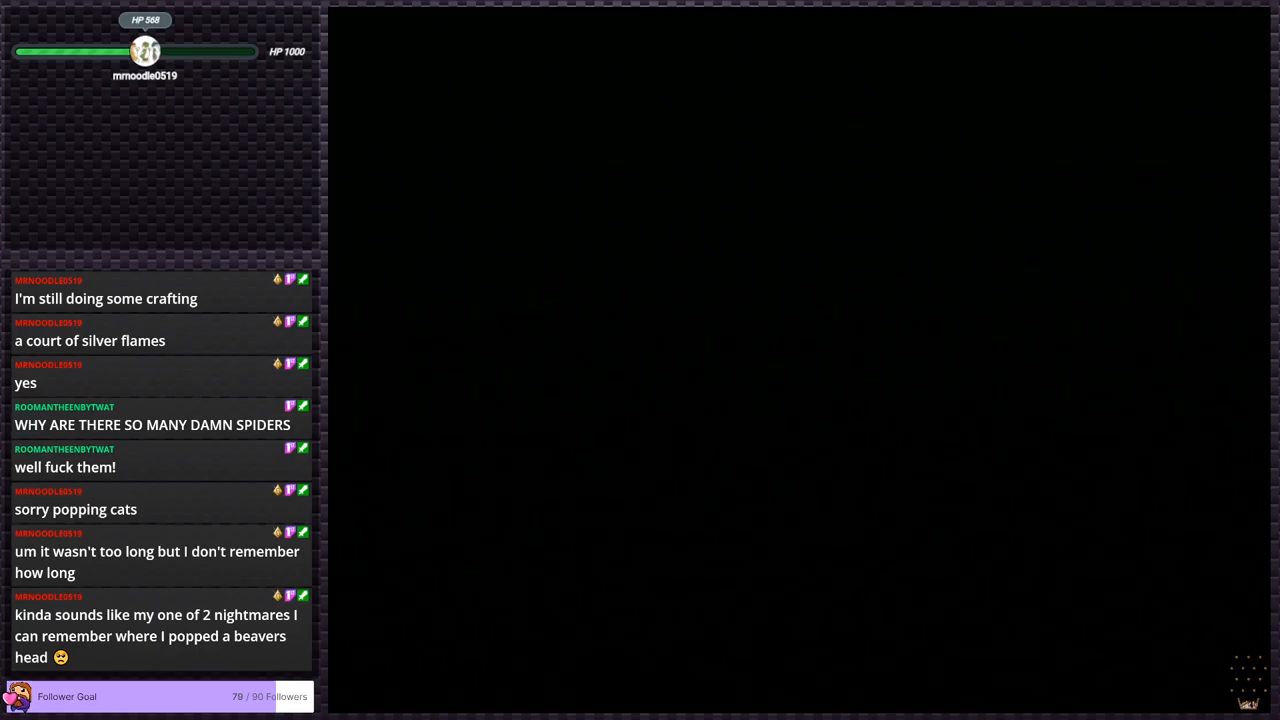 HP 568
HP 1000
mrnoodle0519
MRNOODLE0519
I'm still doing some crafting
MRNOODLE0519
a court of silver flames
MRNOODLE0519
yes
ROOMANTHEENBYTWAT
WHY ARE THERE SO MANY DAMN SPIDERS
ROOMANTHEENBYTWAT
well fuck them!
MRNOODLE0519
sorry popping cats
MRNOODLE0519
um it wasn't too long but I don't remember
how long
MRNOODLE0519
kinda sounds like my one of 2 nightmares I
can remember where I popped a beavers
head 🥺
Follower Goal 79 / 90 Followers